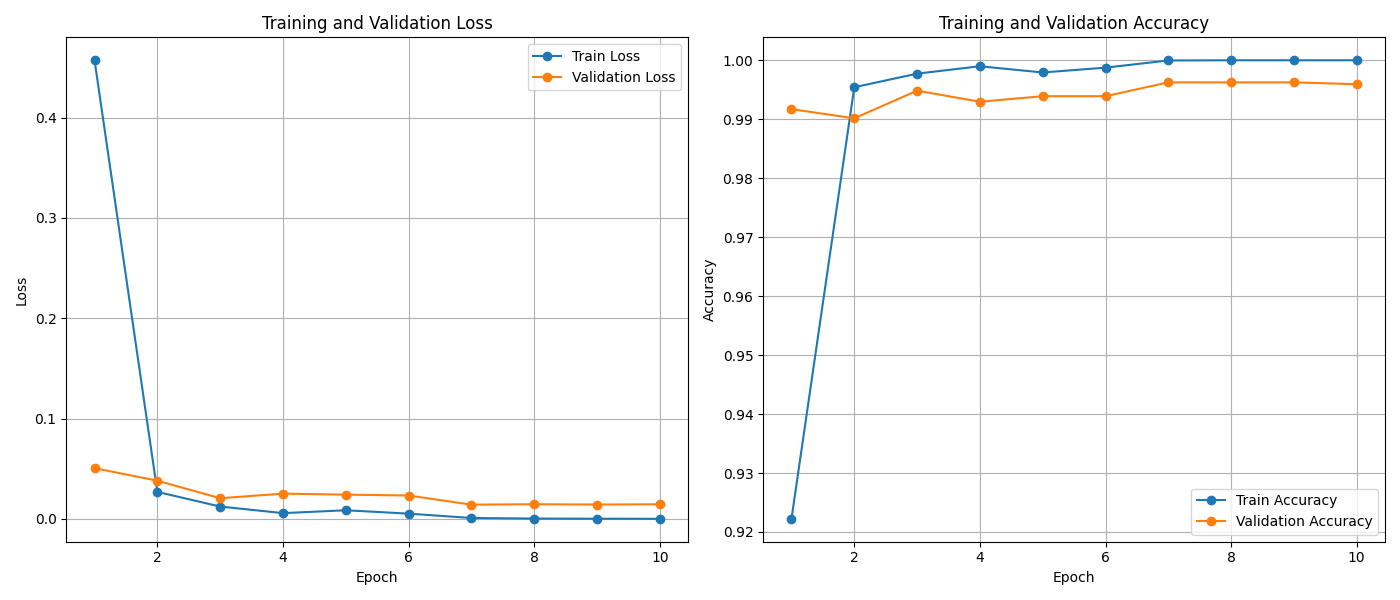 Training and Validation Loss
Train Loss
Validation Loss
0.4
0.3
0.2
0.1
0.0
Loss
2
4
6
8
10
Epoch
Training and Validation Accuracy
1.00
0.99
0.98
0.97
0.96
0.95
0.94
0.93
0.92
Accuracy
Train Accuracy
Validation Accuracy
2
4
6
8
10
Epoch